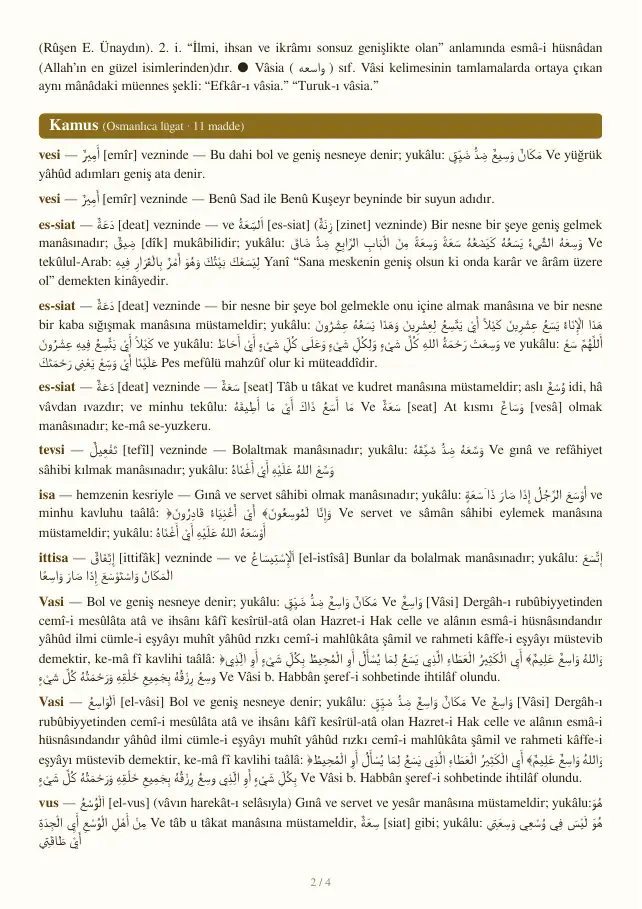 (Rûşen E. Ünaydın). 2. i. “İlmi, ihsan ve ikrâmı sonsuz genişlikte olan” anlamında esmâ-i hüsnâdan
(Allah’ın en güzel isimlerinden)dır. ● Vâsia ( واسعه ) sıf. Vâsi kelimesinin tamlamalarda ortaya çıkan
aynı mânâdaki müennes şekli: “Efkâr-ı vâsia.” “Turuk-ı vâsia.”
Kamus (Osmanlıca lügat · 11 madde)
vesi — أَمِيرٌ [emîr] vezninde — Bu dahi bol ve geniş nesneye denir; yukâlu: مَكَانٌ وَسِيعٌ ضِدُّ ضَيِّقٍ Ve yüğrük
yâhûd adımları geniş ata denir.
vesi — أَمِيرٌ [emîr] vezninde — Benû Sad ile Benû Kuşeyr beyninde bir suyun adıdır.
es-siat — دَعَةٌ [deat] vezninde — ve اَلسِّعَةُ [es-siat] (زِنَةٌ [zinet] vezninde) Bir nesne bir şeye geniş gelmek
manâsınadır; ضِيقٌ [dîk] mukâbilidir; yukâlu: وَسِعَهُ الشَّيْءُ يَسَعُهُ كَيَضَعُهُ سَعَةً وَسِعَةً مِنَ الْبَابِ الرَّابِعِ ضِدُّ ضَاقَ Ve
tekûlul-Arab: لِيَسَعَكَ بَيْتُكَ وَهُوَ أَمْرٌ بِالْقَرَارِ فِيهِ Yanî “Sana meskenin geniş olsun ki onda karâr ve ârâm üzere
ol” demekten kinâyedir.
es-siat — دَعَةٌ [deat] vezninde — bir nesne bir şeye bol gelmekle onu içine almak manâsına ve bir nesne
bir kaba sığışmak manâsına müstameldir; yukâlu: هَذَا الْإِنَاءُ يَسَعُ عِشْرِينَ كَيْلاً أَيْ يَتَّسِعُ لِعِشْرِينَ وَهَذَا يَسَعُهُ عِشْرُونَ
كَيْلاً أَيْ يَتَّسِعُ فِيهِ عِشْرُونَ ve yukâlu: وَسِعَتْ رَحْمَةُ اللهِ كُلَّ شَيْءٍ وَلِكُلِّ شَيْءٍ وَعَلَى كُلِّ شَيْءٍ أَيْ أَحَاطَ ve yukâlu: أَللَّهُمَّ سَعْ
عَلَيْنَا أَيْ وَسِّعْ يَعْنِي رَحْمَتَكَ Pes mefûlü mahzûf olur ki müteaddîdir.
es-siat — دَعَةٌ [deat] vezninde — سَعَةٌ [seat] Tâb u tâkat ve kudret manâsına müstameldir; aslı وُسْعٌ idi, hâ
vâvdan ıvazdır; ve minhu tekûlu: مَا أَسَعُ ذَاكَ أَيْ مَا أُطِيقُهُ Ve سَعَةٌ [seat] At kısmı وَسَاعٌ [vesâ] olmak
manâsınadır; ke-mâ se-yuzkeru.
tevsi — تَفْعِيلٌ [tefîl] vezninde — Bolaltmak manâsınadır; yukâlu: وَسَّعَهُ ضِدُّ ضَيَّقَهُ Ve gınâ ve refâhiyet
sâhibi kılmak manâsınadır; yukâlu: وَسَّعَ اللهُ عَلَيْهِ أَيْ أَغْنَاهُ
isa — hemzenin kesriyle — Gınâ ve servet sâhibi olmak manâsınadır; yukâlu: أَوْسَعَ الرَّجُلُ إِذَا صَارَ ذَا سَعَةٍ ve
minhu kavluhu taâlâ: ﴿وَإِنَّا لَمُوسِعُونَ﴾ أَيْ أَغْنِيَاءُ قَادِرُونَ Ve servet ve sâmân sâhibi eylemek manâsına
müstameldir; yukâlu: أَوْسَعَهُ اللهُ عَلَيْهِ أَيْ أَغْنَاهُ
ittisa — إِتِّفَاقٌ [ittifâk] vezninde — ve اَلْإِسْتِيسَاعُ [el-istîsâ] Bunlar da bolalmak manâsınadır; yukâlu: إِتَّسَعَ
الْمَكَانُ وَاسْتَوْسَعَ إِذَا صَارَ وَاسِعًا
Vasi — Bol ve geniş nesneye denir; yukâlu: مَكَانٌ وَاسِعٌ ضِدُّ ضَيِّقٍ Ve وَاسِعٌ [Vâsi] Dergâh-ı rubûbiyyetinden
cemî-i mesûlâta atâ ve ihsânı kâfî kesîrül-atâ olan Hazret-i Hak celle ve alânın esmâ-i hüsnâsındandır
yâhûd ilmi cümle-i eşyâyı muhît yâhûd rızkı cemî-i mahlûkâta şâmil ve rahmeti kâffe-i eşyâyı müstevib
demektir, ke-mâ fî kavlihi taâlâ: ﴿وَاللهُ وَاسِعٌ عَلِيمٌ﴾ أَيِ الْكَثِيرُ الْعَطَاءِ الَّذِي يَسَعُ لِمَا يُسْأَلُ أَوِ الْمُحِيطُ بِكُلِّ شَيْءٍ أَوِ الَّذِي
وَسِعَ رِزْقُهُ بِجَمِيعِ خَلْقِهِ وَرَحْمَتُهُ كُلَّ شَيْءٍ Ve Vâsi b. Habbân şeref-i sohbetinde ihtilâf olundu.
Vasi — اَلْوَاسِعُ [el-vâsi] Bol ve geniş nesneye denir; yukâlu: مَكَانٌ وَاسِعٌ ضِدُّ ضَيِّقٍ Ve وَاسِعٌ [Vâsi] Dergâh-ı
rubûbiyyetinden cemî-i mesûlâta atâ ve ihsânı kâfî kesîrül-atâ olan Hazret-i Hak celle ve alânın esmâ-i
hüsnâsındandır yâhûd ilmi cümle-i eşyâyı muhît yâhûd rızkı cemî-i mahlûkâta şâmil ve rahmeti kâffe-i
eşyâyı müstevib demektir, ke-mâ fî kavlihi taâlâ: ﴿وَاللهُ وَاسِعٌ عَلِيمٌ﴾ أَيِ الْكَثِيرُ الْعَطَاءِ الَّذِي يَسَعُ لِمَا يُسْأَلُ أَوِ الْمُحِيطُ
بِكُلِّ شَيْءٍ أَوِ الَّذِي وَسِعَ رِزْقُهُ بِجَمِيعِ خَلْقِهِ وَرَحْمَتُهُ كُلَّ شَيْءٍ Ve Vâsi b. Habbân şeref-i sohbetinde ihtilâf olundu.
vus — اَلْوُسْعُ [el-vus] (vâvın harekât-ı selâsıyla) Gınâ ve servet ve yesâr manâsına müstameldir; yukâlu: هُوَ
مِنْ أَهْلِ الْوُسْعِ أَيِ الْجِدَةِ Ve tâb u tâkat manâsına müstameldir, سِعَةٌ [siat] gibi; yukâlu: هُوَ لَيْسَ فِي وُسْعِي وَسِعَتِي
أَيْ طَاقَتِي
2 / 4